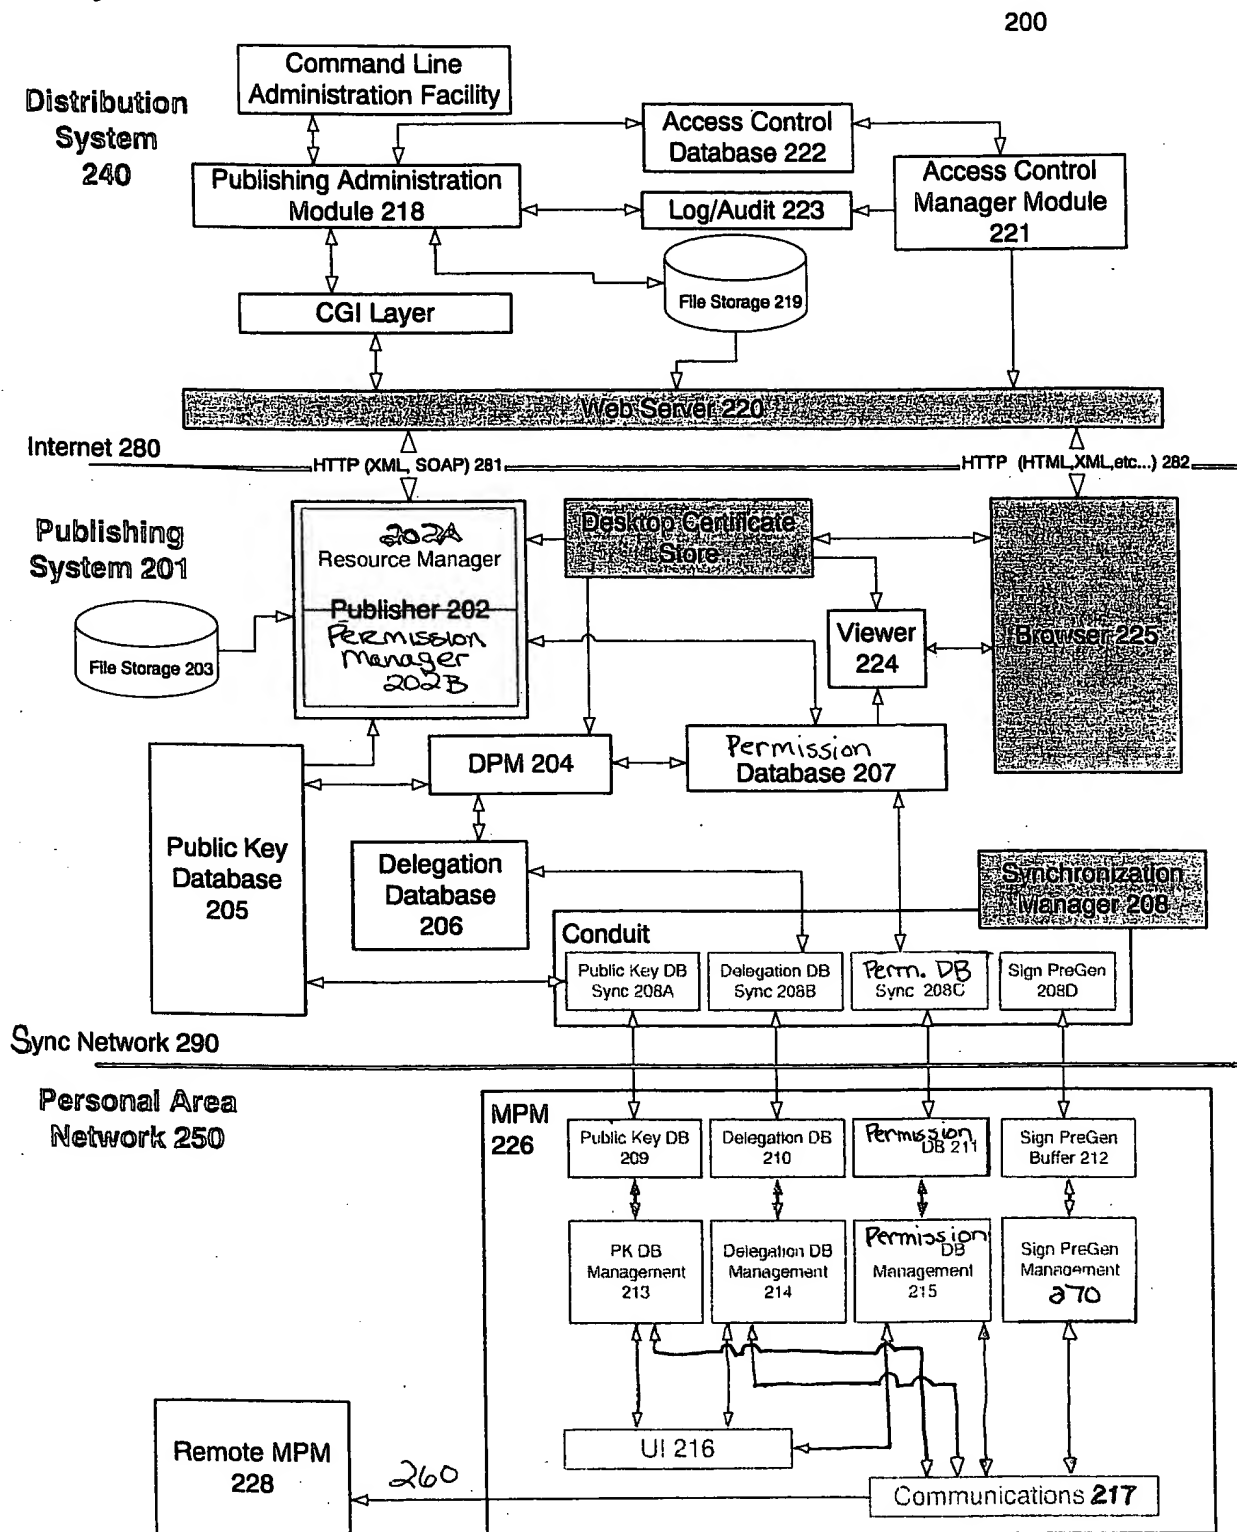 200
Command Line
Administration Facility
Distribution
System
240
Access Control
Database 222
Publishing Administration
Module 218
Access Control
Manager Module
221
Log/Audit 223
File Storage 219
CGI Layer
Web Server 220
Internet 280
HTTP (XML, SOAP) 281
HTTP (HTML,XML,etc...) 282
Publishing
System 201
202A
Resource Manager
Publisher 202
Permission
Manager
202B
Desktop Certificate
Store
Browser 225
Viewer
224
File Storage 203
DPM 204
Permission
Database 207
Public Key
Database
205
Delegation
Database
206
Synchronization
Manager 208
Conduit
Public Key DB
Sync 208A
Delegation DB
Sync 208B
Perm. DB
Sync 208C
Sign PreGen
208D
Sync Network 290
Personal Area
Network 250
MPM
226
Public Key DB
209
Delegation DB
210
Permission
DB 211
Sign PreGen
Buffer 212
PK DB
Management
213
Delegation DB
Management
214
Permission
DB
Management
215
Sign PreGen
Management
270
UI 216
Remote MPM
228
260
Communications 217